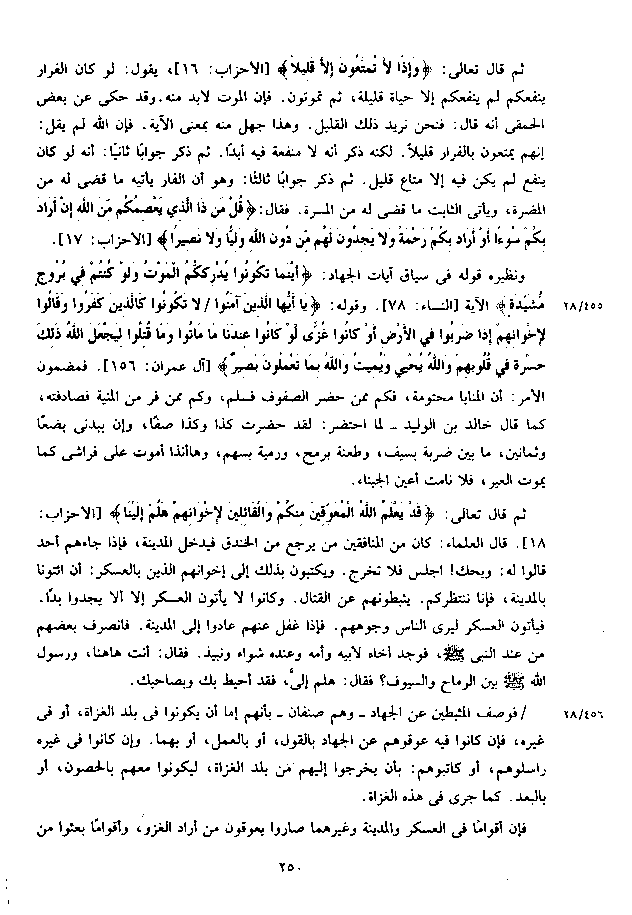 ثم قال تعالى: ﴿ وَإِذًا لاَّ تُمَتَّعُونَ إِلاَّ قَلِيلاً﴾ [الأحزاب: ١٦]، يقول: لو كان الفرار
ينفعكم لم ينفعكم إلا حياة قليلة، ثم تموتون. فإن الموت لابد منه.وقد حكى عن بعض
الحمقى أنه قال: فنحن نريد ذلك القليل. وهذا جهل منه بمعنى الآية. فإن الله لم يقل:
إنهم يمتعون بالفرار قليلاً. لكنه ذكر أنه لا منفعة فيه أبدًا. ثم ذكر جوابًا ثانيًا: أنه لو كان
ينفع لم يكن فيه إلا متاع قليل. ثم ذكر جوابًا ثالثًا: وهو أن الفار يأتيه ما قضى له من
المضرة، ويأتى الثابت ما قضى له من المسرة. فقال:﴿ قُلْ مَن ذَا الَّذِي يَعْصِمُكُم مِّنَ اللَّهِ إِنْ أَرَادَ
بِكُمْ سُوءًا أَوْ أَرَادَ بِكُمْ رَحْمَةً وَلا يَجِدُونَ لَهُم مِّن دُونِ اللَّهِ وَلِيًّا وَلا نَصِيرًا﴾ [الأحزاب: ١٧].
ونظيره قوله فى سياق آيات الجهاد: ﴿ أَيْنَمَا تَكُونُوا يُدْرِككُّمُ الْمَوْتُ وَلَوْ كُنتُمْ فِي بُرُوجٍ
٢٨/٤٥٥ مُّشَيَّدَةٍ﴾ الآية [النساء: ٧٨]. وقوله: ﴿ يَا أَيُّهَا الَّذِينَ آمَنُوا / لا تَكُونُوا كَالَّذِينَ كَفَرُوا وَقَالُوا
لإِخْوَانِهِمْ إِذَا ضَرَبُوا فِي الأَرْضِ أَوْ كَانُوا غُزًّى لَّوْ كَانُوا عِندَنَا مَا مَاتُوا وَمَا قُتِلُوا لِيَجْعَلَ اللَّهُ ذَلِكَ
حَسْرَةً فِي قُلُوبِهِمْ وَاللَّهُ يُحْيِي وَيُمِيتُ وَاللَّهُ بِمَا تَعْمَلُونَ بَصِيرٌ﴾ [آل عمران: ١٥٦]. فمضمون
الأمر: أن المنايا محتومة، فكم ممن حضر الصفوف فسلم، وكم ممن فر من المنية فصادفته،
كما قال خالد بن الوليد ـ لما احتضر: لقد حضرت كذا وكذا صفًا، وإن ببدنى بضعًا
وثمانين، ما بين ضربة بسيف، وطعنة برمح، ورمية بسهم، وهاأنذا أموت على فراشى كما
يموت العير، فلا نامت أعين الجبناء.
ثم قال تعالى: ﴿ قَدْ يَعْلَمُ اللَّهُ الْمُعَوِّقِينَ مِنكُمْ وَالْقَائِلِينَ لإِخْوَانِهِمْ هَلُمَّ إِلَيْنَا ﴾ [الأحزاب:
١٨]. قال العلماء: كان من المنافقين من يرجع من الخندق فيدخل المدينة، فإذا جاءهم أحد
قالوا له: ويحك! اجلس فلا تخرج. ويكتبون بذلك إلى إخوانهم الذين بالعسكر: أن ائتونا
بالمدينة، فإنا ننتظركم. يثبطونهم عن القتال. وكانوا لا يأتون العسكر إلا ألا يجدوا بدًا.
فيأتون العسكر ليرى الناس وجوههم. فإذا غفل عنهم عادوا إلى المدينة. فانصرف بعضهم
من عند النبى ﷺ، فوجد أخاه لأبيه وأمه وعنده شواء ونبيذ. فقال: أنت هاهنا، ورسول
الله ﷺ بين الرماح والسيوف؟ فقال: هلم إلىَّ، فقد أحيط بك وبصاحبك.
٢٨/٤٥٦ / فوصف المثبطين عن الجهاد ـ وهم صنفان ـ بأنهم إما أن يكونوا فى بلد الغزاة، أو فى
غيره، فإن كانوا فيه عوقوهم عن الجهاد بالقول، أو بالعمل، أو بهما. وإن كانوا فى غيره
راسلوهم، أو كاتبوهم: بأن يخرجوا إليهم من بلد الغزاة، ليكونوا معهم بالحصون، أو
بالبعد. كما جرى فى هذه الغزاة.
فإن أقوامًا فى العسكر والمدينة وغيرهما صاروا يعوقون من أراد الغزو، وأقوامًا بعثوا من
٢٥٠